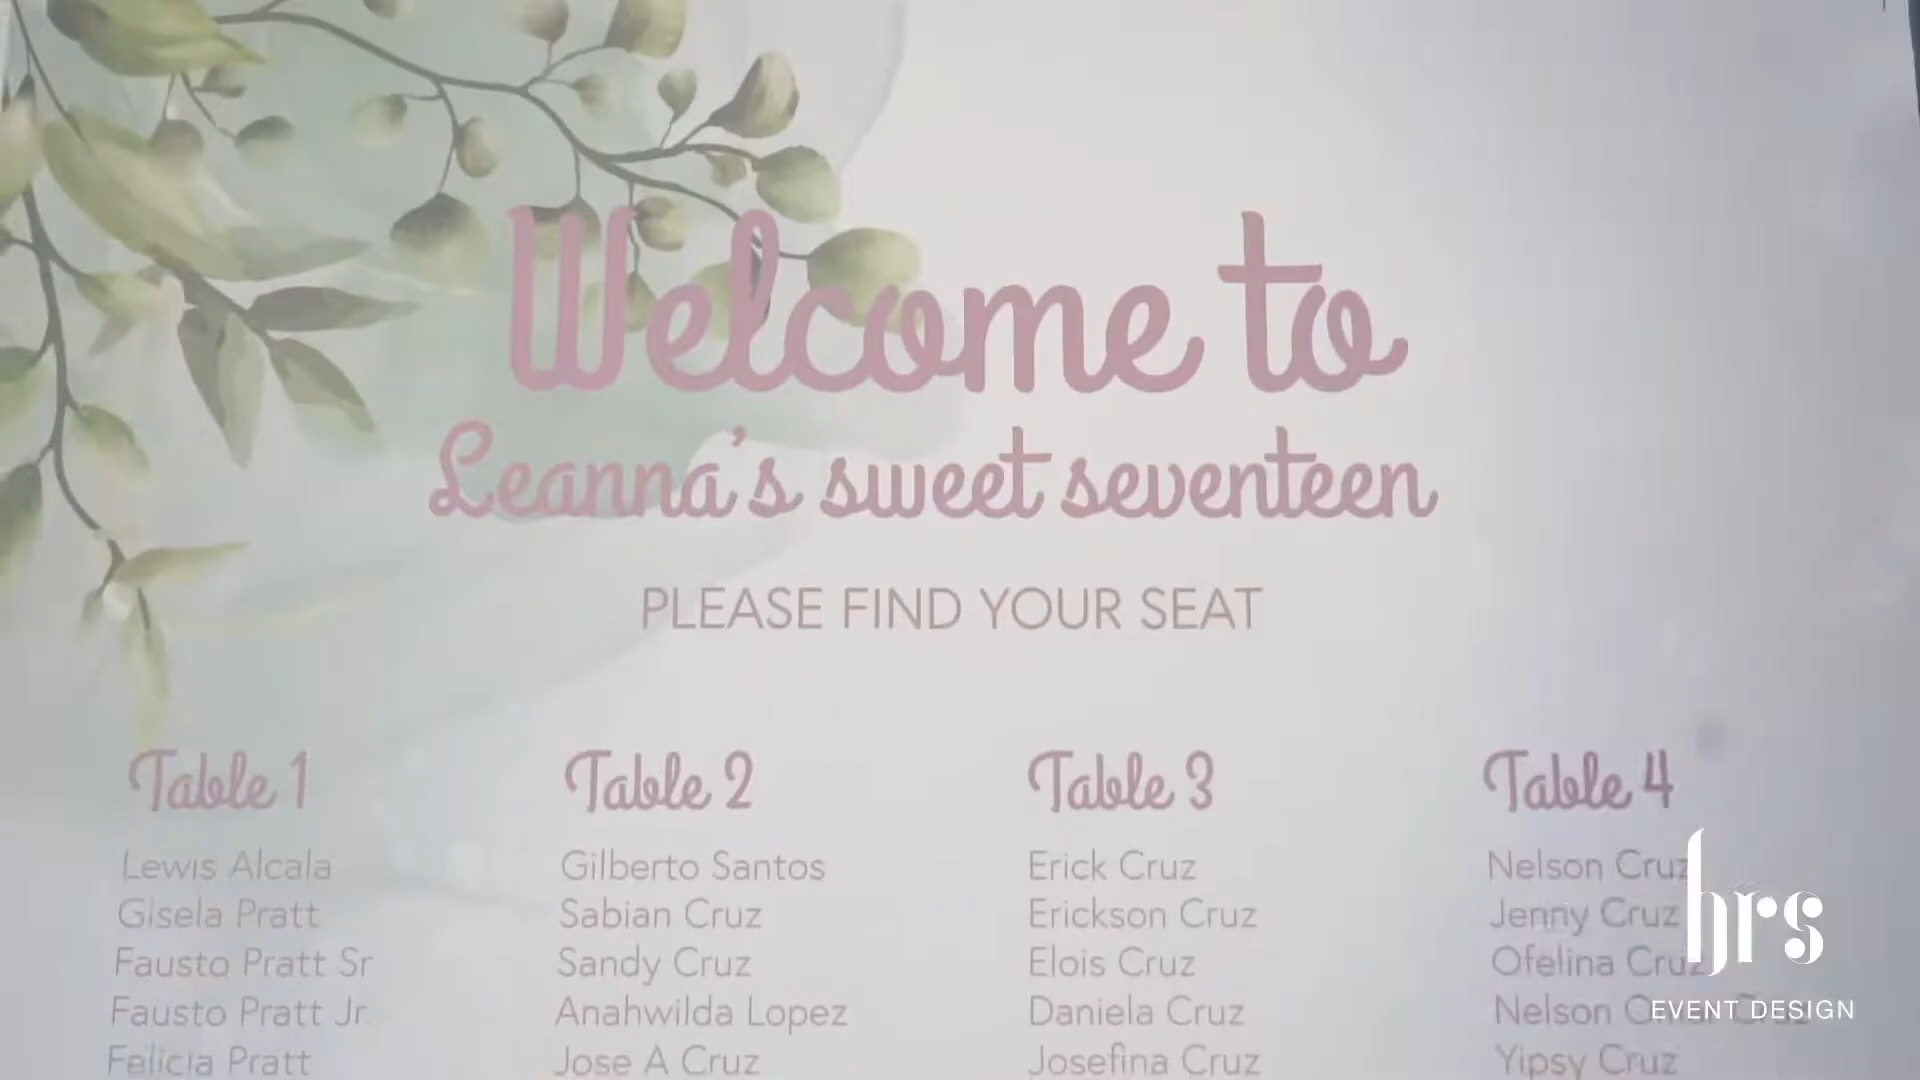 Welcome to
Leanna's sweet seventeen
PLEASE FIND YOUR SEAT
Table 1
Lewis Alcala
Gisela Pratt
Fausto Pratt Sr
Fausto Pratt Jr
Felicia Pratt
Table 2
Gilberto Santos
Sabian Cruz
Sandy Cruz
Anahwilda Lopez
Jose A Cruz
Table 3
Erick Cruz
Erickson Cruz
Elois Cruz
Daniela Cruz
Josefina Cruz
Table 4
Nelson Cruz
Jenny Cruz
Ofelina Cruz
Nelson Omar Cruz
Yipsy Cruz
hrs
EVENT DESIGN